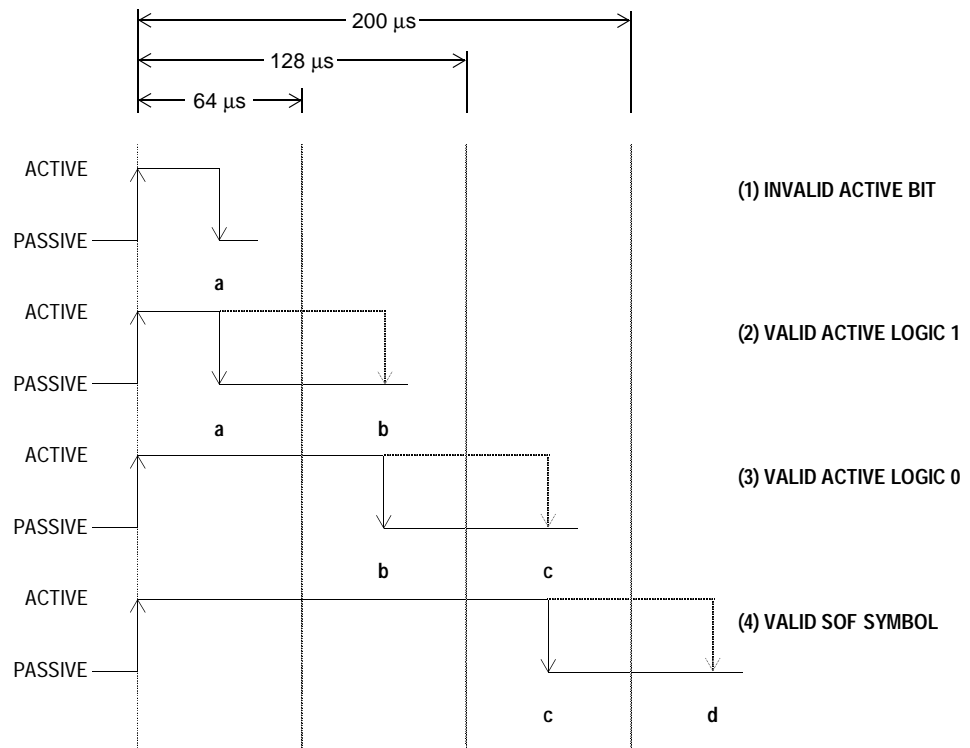 200 µs
128 µs
64 µs
ACTIVE
(1) INVALID ACTIVE BIT
PASSIVE
a
ACTIVE
(2) VALID ACTIVE LOGIC 1
PASSIVE
a b
ACTIVE
(3) VALID ACTIVE LOGIC 0
PASSIVE
b c
ACTIVE
(4) VALID SOF SYMBOL
PASSIVE
c d